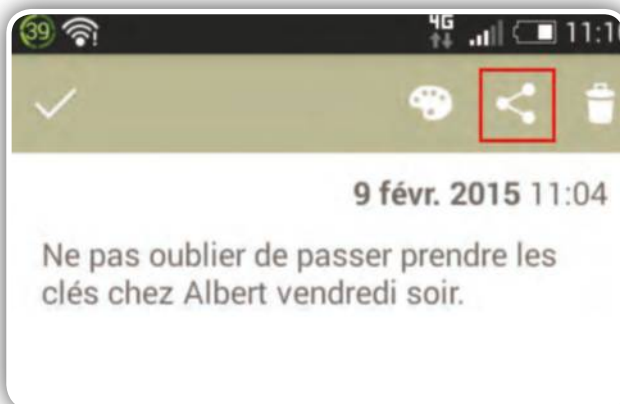 39 4G 11:10
9 févr. 2015 11:04
Ne pas oublier de passer prendre les
clés chez Albert vendredi soir.